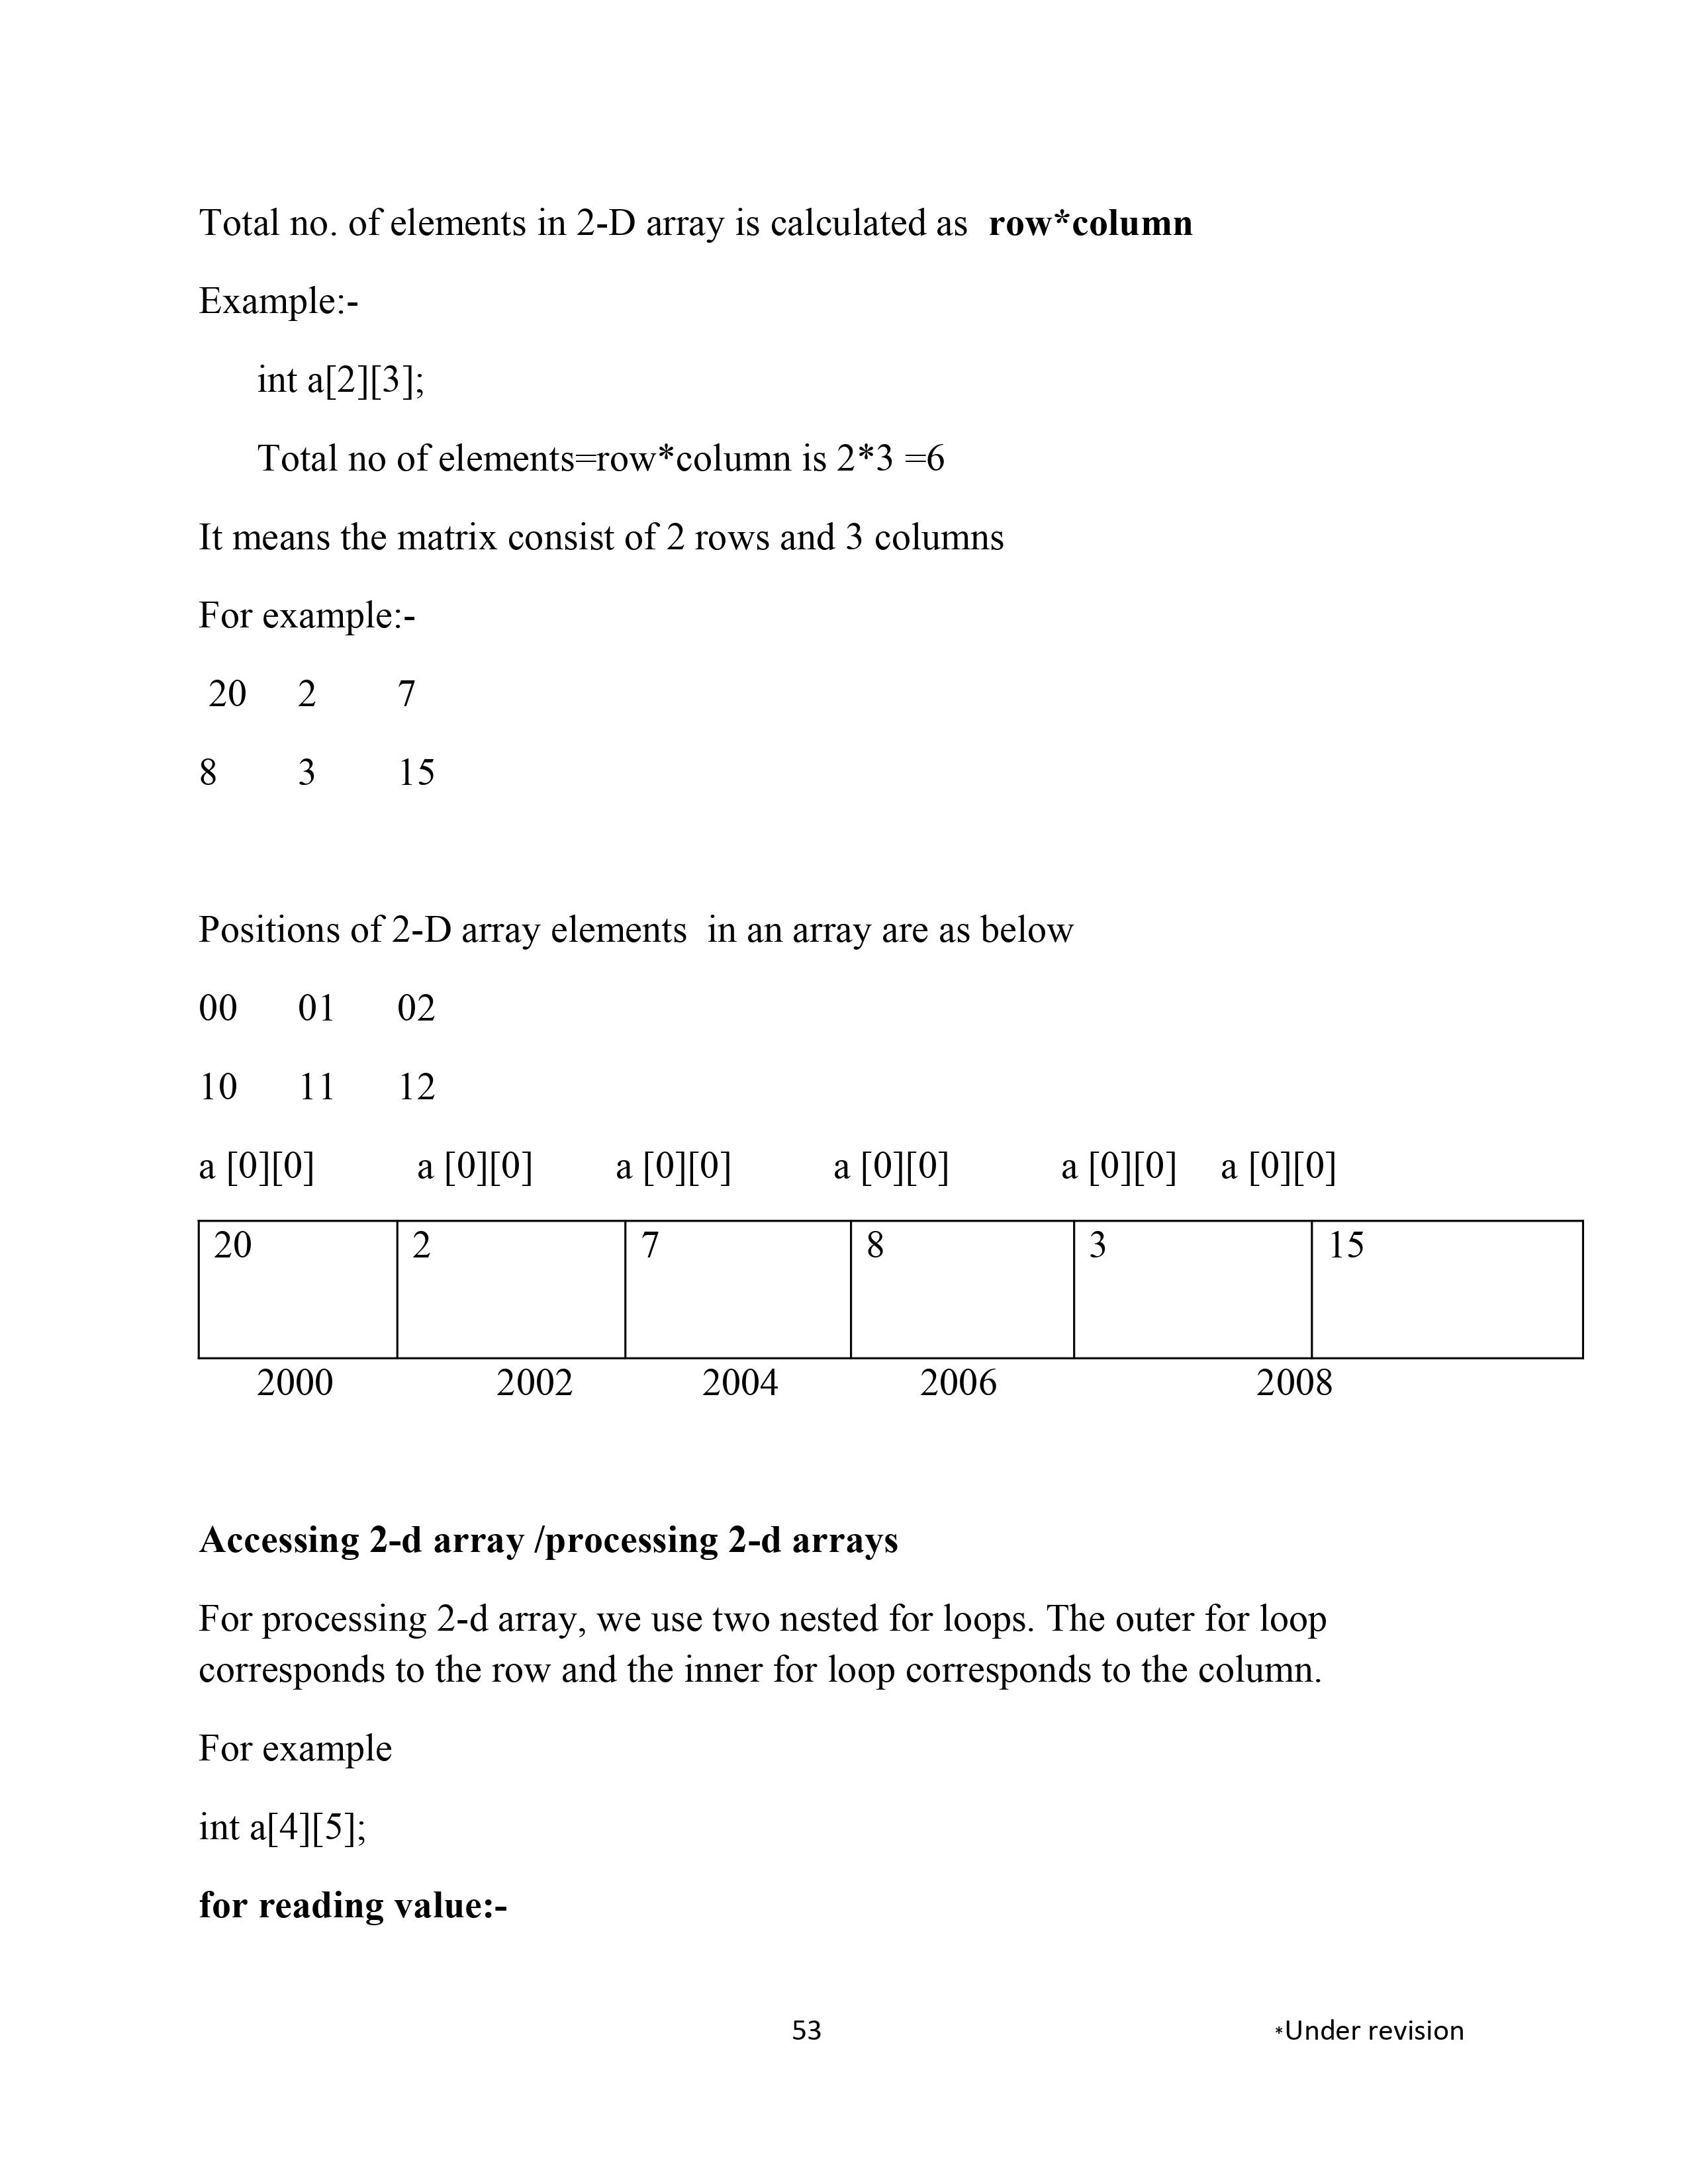 Total no. of elements in 2-D array is calculated as row*column
Example:-
int a[2][3];
Total no of elements=row*column is 2*3 =6
It means the matrix consist of 2 rows and 3 columns
For example:-
20 2 7
8 3 15
Positions of 2-D array elements in an array are as below
00 01 02
10 11 12
a [0][0] a [0][0] a [0][0] a [0][0] a [0][0] a [0][0]
20 2 7 8 3 15
2000 2002 2004 2006 2008
Accessing 2-d array /processing 2-d arrays
For processing 2-d array, we use two nested for loops. The outer for loop
corresponds to the row and the inner for loop corresponds to the column.
For example
int a[4][5];
for reading value:-
53 *Under revision